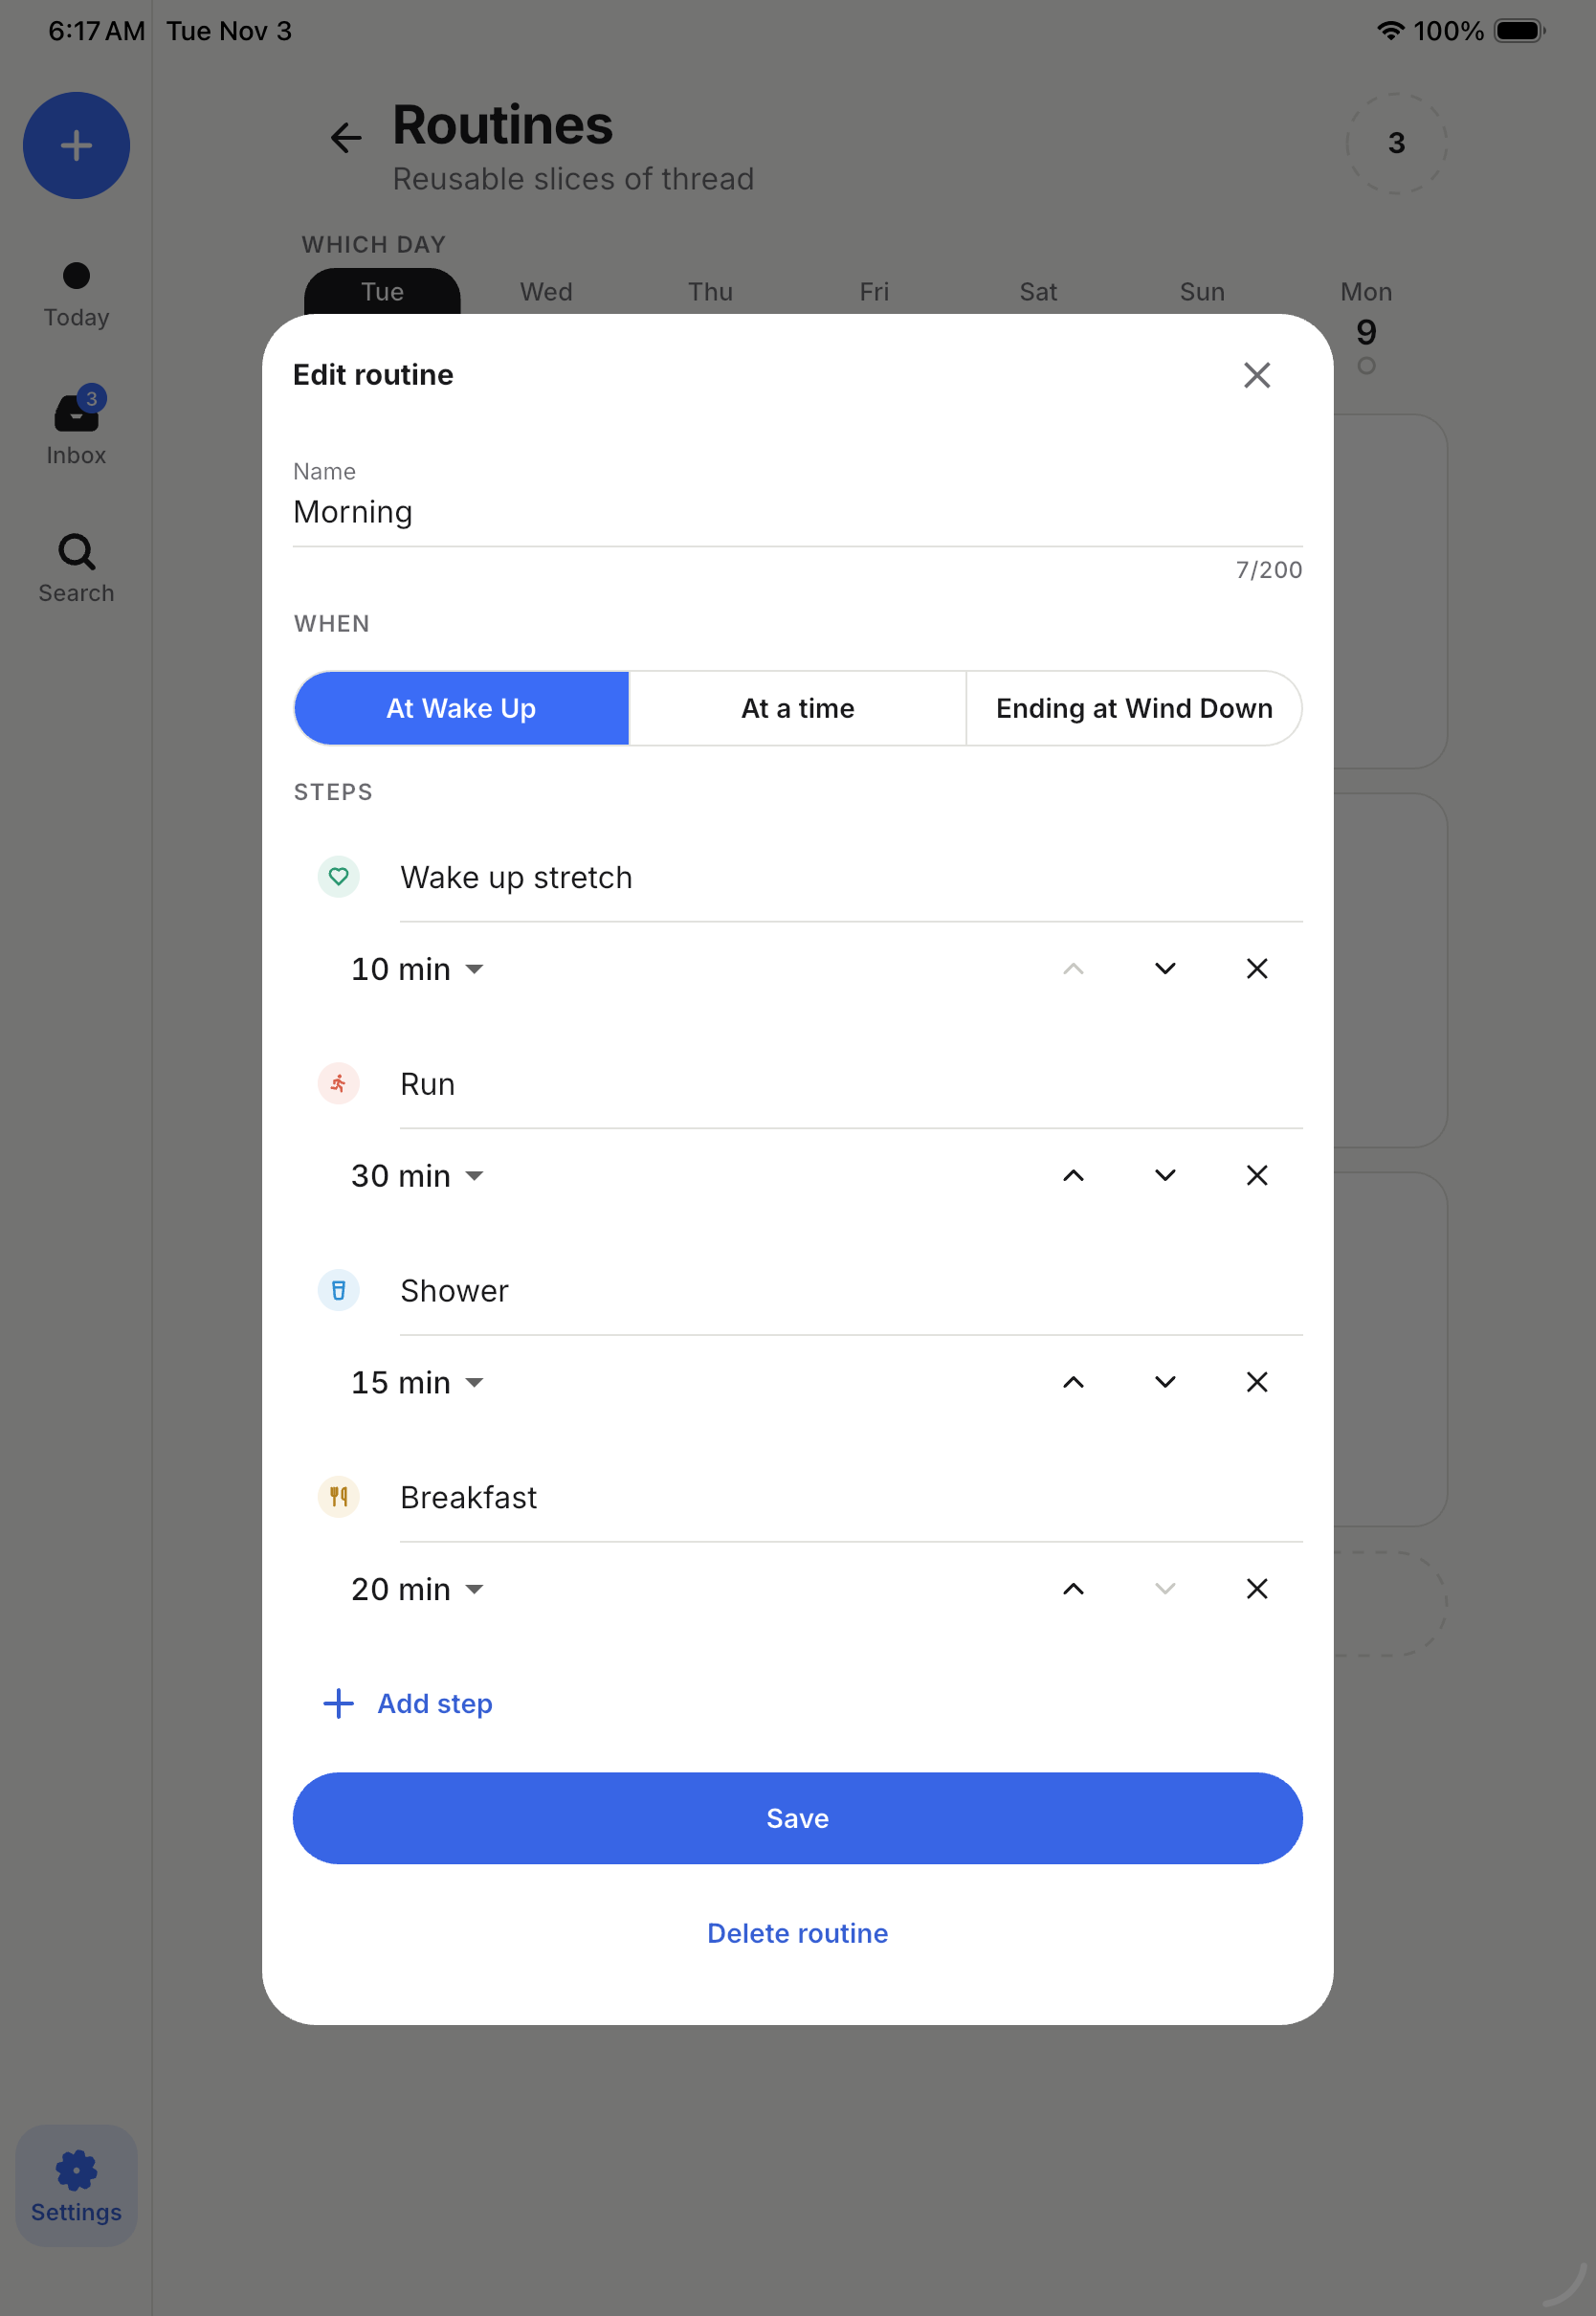 6:17 AM Tue Nov 3
100%
Routines
3
Reusable slices of thread
WHICH DAY
Tue Wed Thu Fri Sat Sun Mon
9
Today
3
Inbox
Search
Edit routine
Name
Morning
7/200
WHEN
At Wake Up
At a time
Ending at Wind Down
STEPS
Wake up stretch
10 min
Run
30 min
Shower
15 min
Breakfast
20 min
Add step
Save
Delete routine
Settings